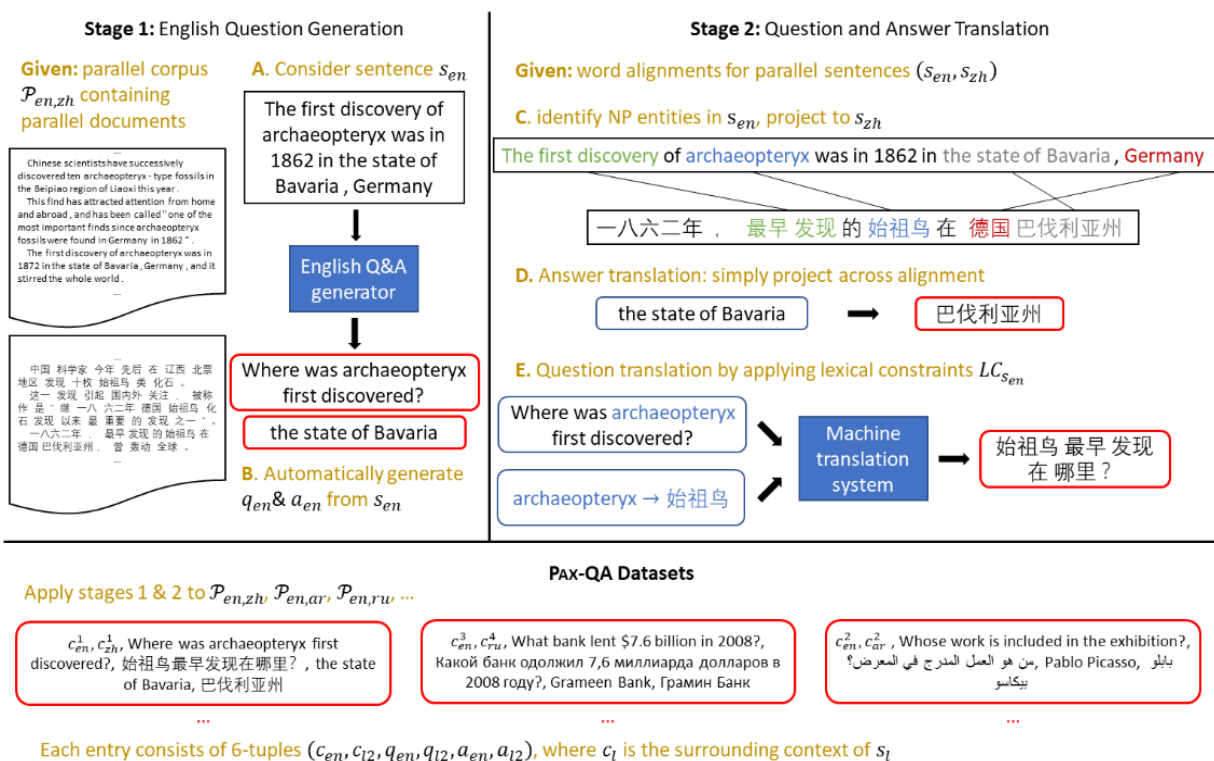 Stage 1: English Question Generation
Given: parallel corpus
𝒫en,zh containing
parallel documents
...
Chinese scientists have successively
discovered ten archaeopteryx - type fossils in
the Beipiao region of Liaoxi this year .
This find has attracted attention from home
and abroad , and has been called " one of the
most important finds since archaeopteryx
fossils were found in Germany in 1862 " .
The first discovery of archaeopteryx was in
1872 in the state of Bavaria , Germany , and it
stirred the whole world .
...
...
中国 科学家 今年 先后 在 辽西 北票
地区 发现 十枚 始祖鸟 类 化石 。
这一 发现 引起 国内外 关注 ， 被称
作 是 " 继 一八 六二年 德国 始祖鸟 化
石 发现 以来 最 重要 的 发现 之一 " 。
一八六二年 ， 最早 发现 的 始祖鸟 在
德国 巴伐利亚州 ， 曾 轰动 全球 。
...
A. Consider sentence sen
The first discovery of
archaeopteryx was in
1862 in the state of
Bavaria , Germany
English Q&A
generator
Where was archaeopteryx
first discovered?
the state of Bavaria
B. Automatically generate
qen& aen from sen
Stage 2: Question and Answer Translation
Given: word alignments for parallel sentences (sen, szh)
C. identify NP entities in sen, project to szh
The first discovery of archaeopteryx was in 1862 in the state of Bavaria , Germany
一八六二年 ， 最早 发现 的 始祖鸟 在 德国 巴伐利亚州
D. Answer translation: simply project across alignment
the state of Bavaria
巴伐利亚州
E. Question translation by applying lexical constraints LCsen
Where was archaeopteryx
first discovered?
archaeopteryx → 始祖鸟
Machine
translation
system
始祖鸟 最早 发现
在 哪里？
PAX-QA Datasets
Apply stages 1 & 2 to 𝒫en,zh, 𝒫en,ar, 𝒫en,ru, ...
c¹en, c¹zh, Where was archaeopteryx first
discovered?, 始祖鸟最早发现在哪里？, the state
of Bavaria, 巴伐利亚州
...
c³en, c⁴ru, What bank lent $7.6 billion in 2008?,
Какой банк одолжил 7,6 миллиарда долларов в
2008 году?, Grameen Bank, Грамин Банк
...
c²en, c²ar , Whose work is included in the exhibition?,
من هو العمل المدرج في المعرض؟, Pablo Picasso, بابلو
بيكاسو
...
Each entry consists of 6-tuples (cen, cl2, qen, ql2, aen, al2), where cl is the surrounding context of sl